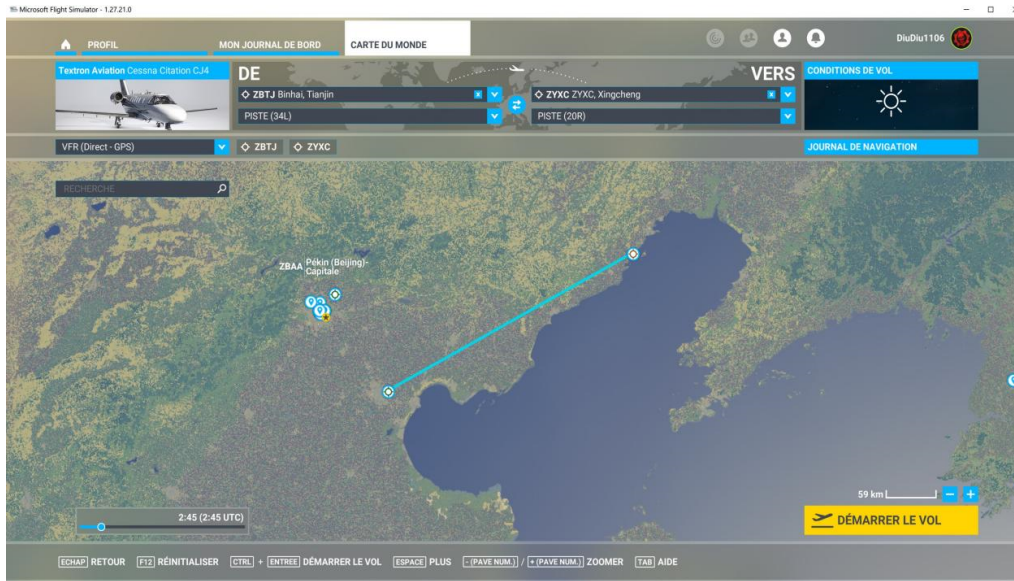 Microsoft Flight Simulator - 1.27.21.0
PROFIL
MON JOURNAL DE BORD
CARTE DU MONDE
DiuDiu1106
Textron Aviation Cessna Citation CJ4
DE
VERS
CONDITIONS DE VOL
ZBTJ Binhai, Tianjin
ZYXC ZYXC, Xingcheng
PISTE (34L)
PISTE (20R)
VFR (Direct - GPS)
ZBTJ
ZYXC
JOURNAL DE NAVIGATION
RECHERCHE
ZBAA Pékin (Beijing)-
Capitale
59 km
2:45 (2:45 UTC)
DÉMARRER LE VOL
ECHAP RETOUR F12 RÉINITIALISER CTRL + ENTREE DÉMARRER LE VOL ESPACE PLUS - (PAVE NUM.) / + (PAVE NUM.) ZOOMER TAB AIDE